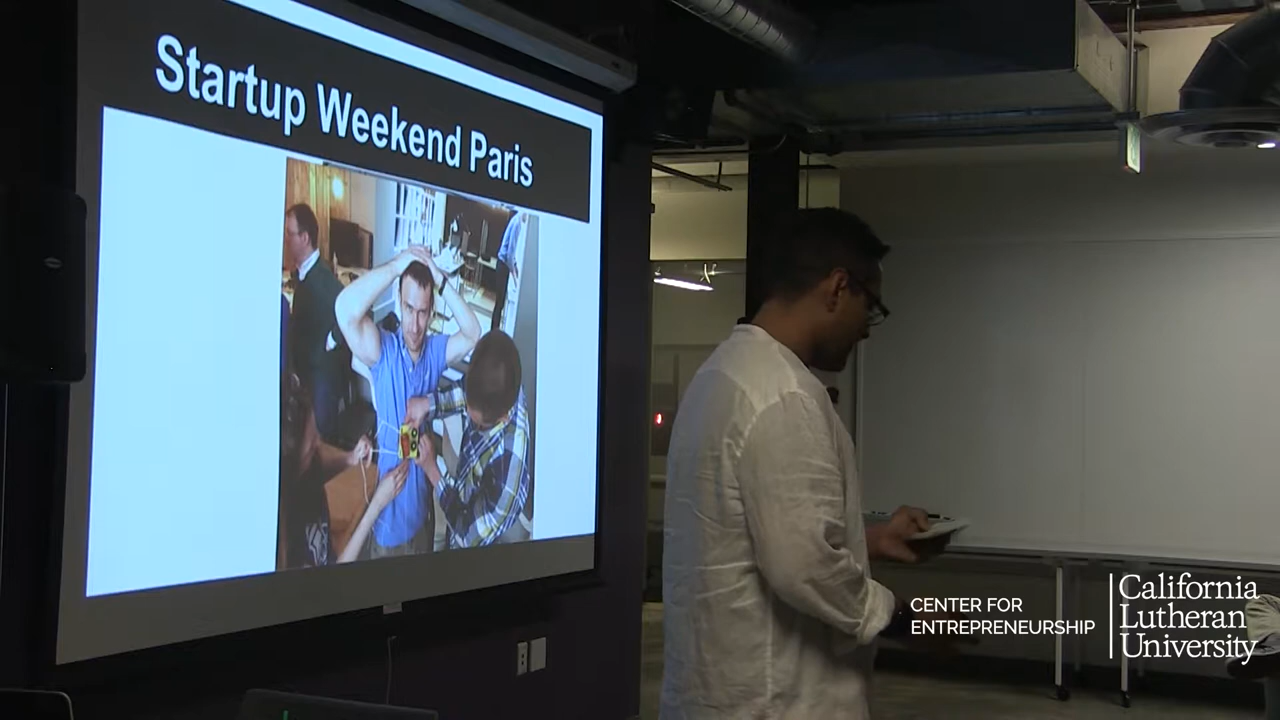 Startup Weekend Paris
CENTER FOR
ENTREPRENEURSHIP
California
Lutheran
University